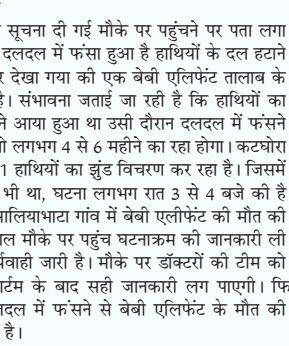 सूचना दी गई मौके पर पहुंचने पर पता लगा
दलदल में फंसा हुआ है हाथियों के दल हटाने
देखा गया की एक बेबी एलिफेंट तालाब के
है। संभावना जताई जा रही है कि हाथियों का
ने आया हुआ था उसी दौरान दलदल में फंसने
लगभग 4 से 6 महीने का रहा होगा। कटघोरा
1 हाथियों का झुंड विचरण कर रहा है। जिसमें
भी था, घटना लगभग रात 3 से 4 बजे की है
गांव में बेबी एलीफेंट की मौत की
मौके पर पहुंच घटनाक्रम की जानकारी ली
जारी है। मौके पर डॉक्टरों की टीम को
के बाद सही जानकारी लग पाएगी।
में फंसने से बेबी एलिफेंट के मौत की
है।